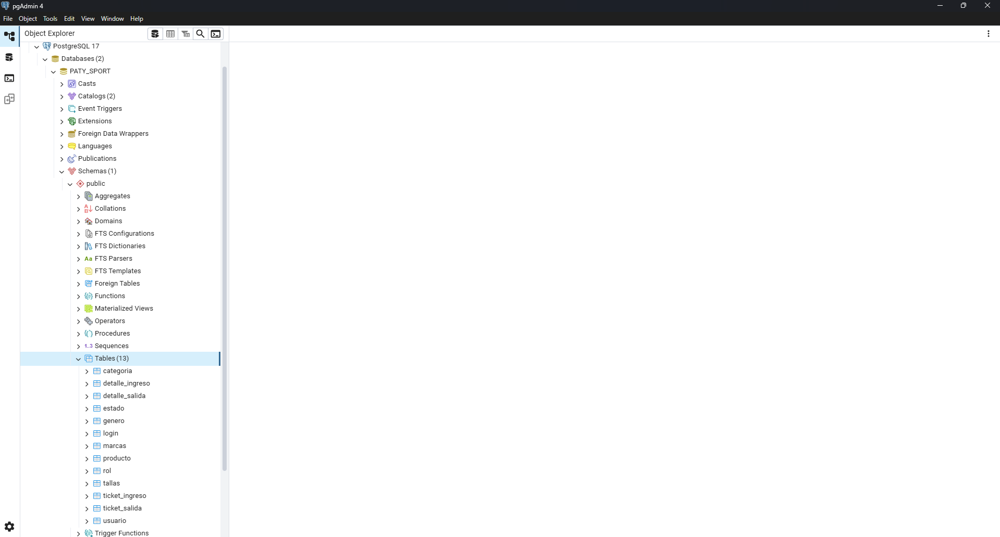 pgAdmin 4
File Object Tools Edit View Window Help
Object Explorer
PostgreSQL 17
Databases (2)
PATY_SPORT
Casts
Catalogs (2)
Event Triggers
Extensions
Foreign Data Wrappers
Languages
Publications
Schemas (1)
public
Aggregates
Collations
Domains
FTS Configurations
FTS Dictionaries
Aa FTS Parsers
FTS Templates
Foreign Tables
Functions
Materialized Views
Operators
Procedures
1..3 Sequences
Tables (13)
categoria
detalle_ingreso
detalle_salida
estado
genero
login
marcas
producto
rol
tallas
ticket_ingreso
ticket_salida
usuario
Trigger Functions